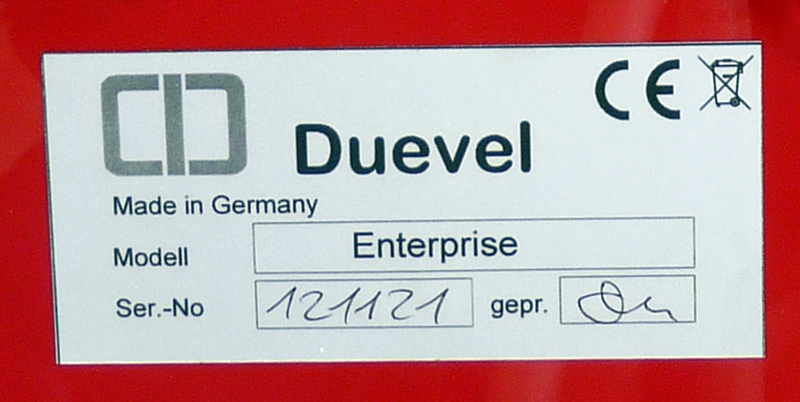 CE
Duevel
Made in Germany
Modell Enterprise
Ser.-No 121121 gepr.